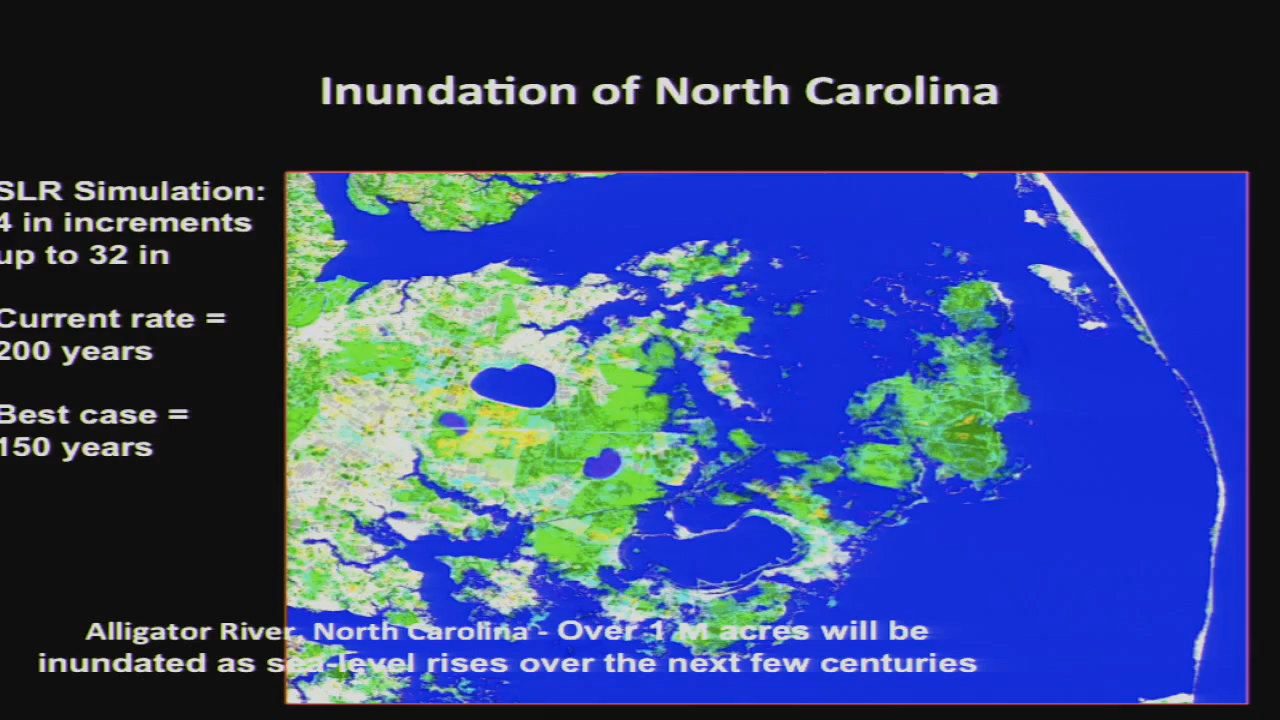 Inundation of North Carolina
SLR Simulation:
4 in increments
up to 32 in
Current rate =
200 years
Best case =
150 years
Alligator River, North Carolina - Over 1 M acres will be
inundated as sea-level rises over the next few centuries